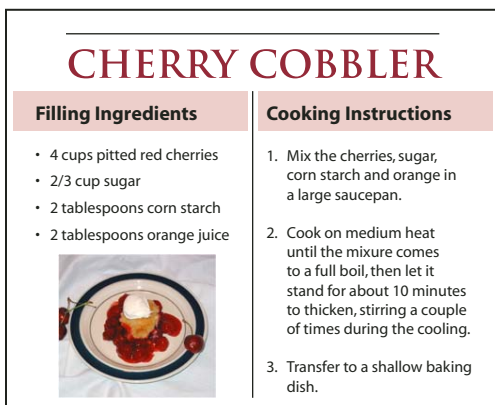 CHERRY COBBLER
Filling Ingredients
• 4 cups pitted red cherries
• 2/3 cup sugar
• 2 tablespoons corn starch
• 2 tablespoons orange juice
Cooking Instructions
1. Mix the cherries, sugar,
corn starch and orange in
a large saucepan.
2. Cook on medium heat
until the mixure comes
to a full boil, then let it
stand for about 10 minutes
to thicken, stirring a couple
of times during the cooling.
3. Transfer to a shallow baking
dish.